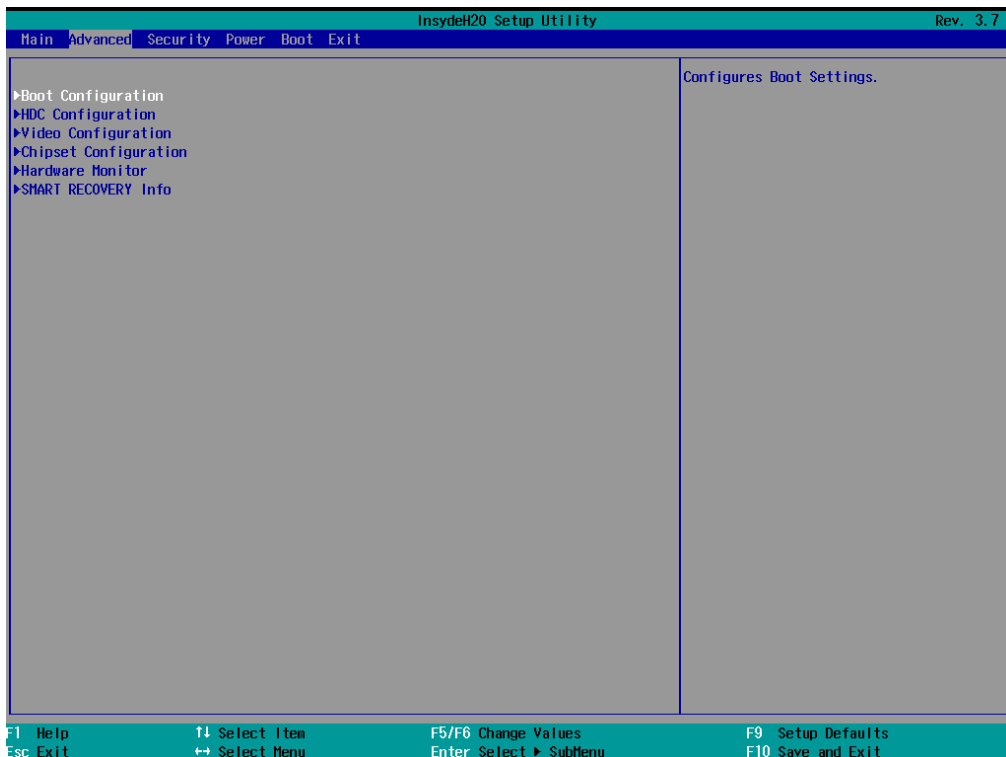 InsydeH20 Setup Utility Rev. 3.7
Main Advanced Security Power Boot Exit
Configures Boot Settings.
▶Boot Configuration
▶HDC Configuration
▶Video Configuration
▶Chipset Configuration
▶Hardware Monitor
▶SMART RECOVERY Info
F1 Help ↑↓ Select Item F5/F6 Change Values F9 Setup Defaults
Esc Exit ↔ Select Menu Enter Select ▶ SubMenu F10 Save and Exit